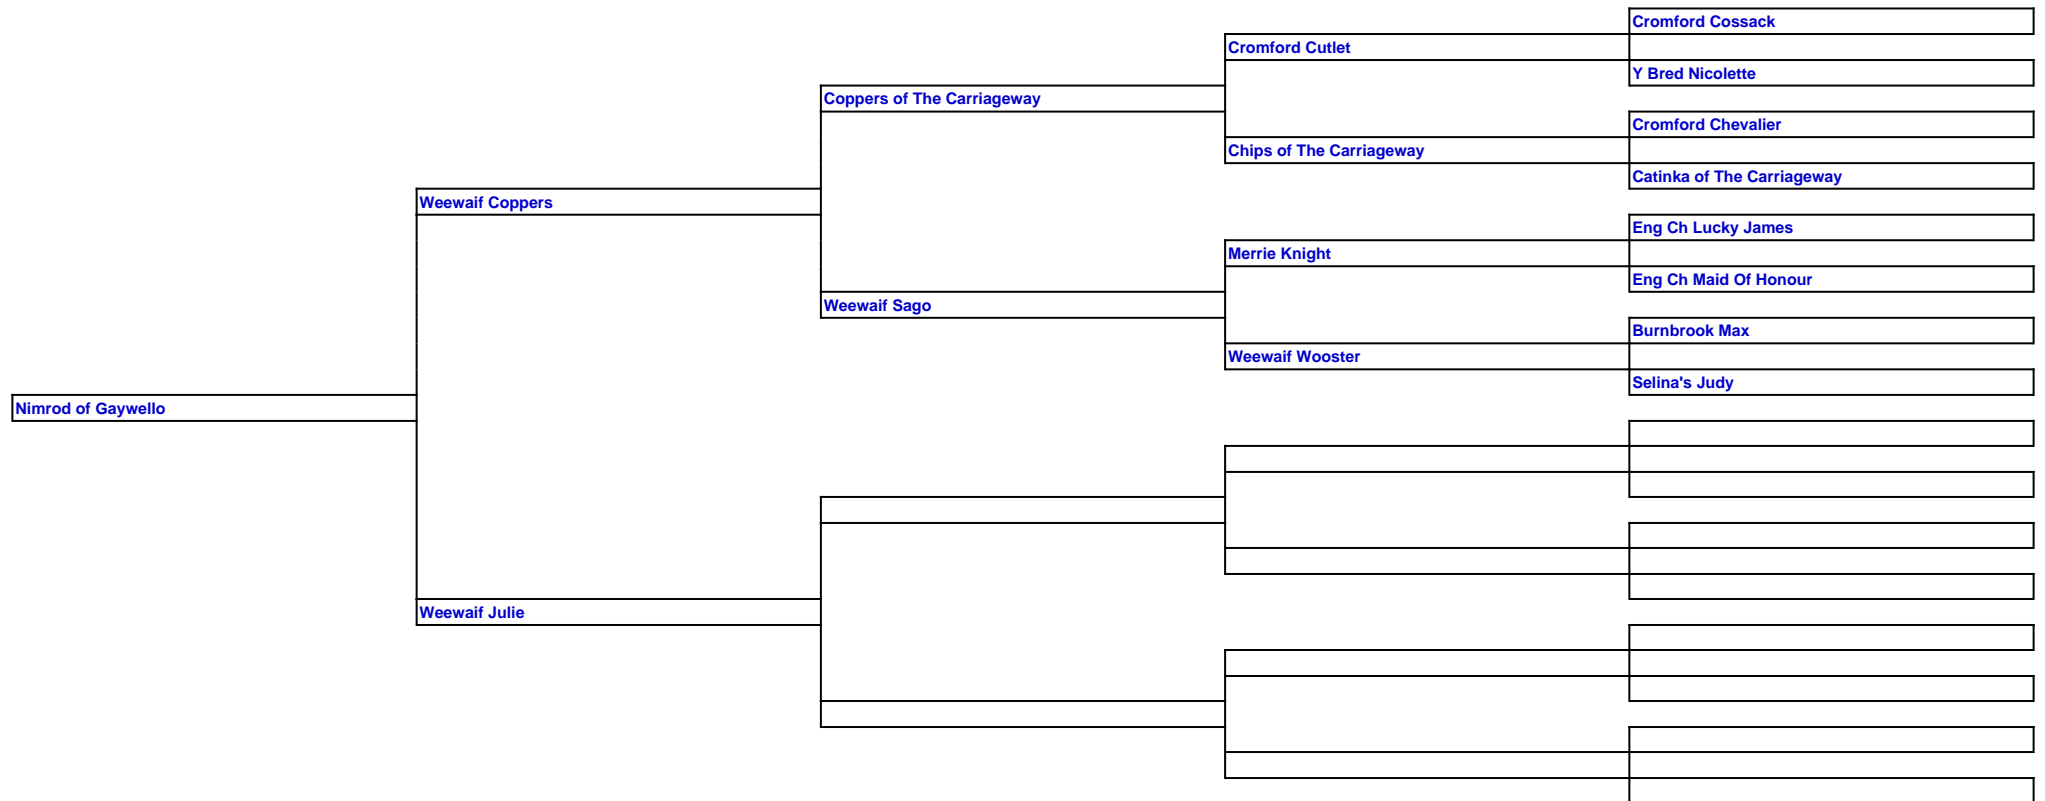 Cromford Cossack
Cromford Cutlet
Y Bred Nicolette
Coppers of The Carriageway
Cromford Chevalier
Chips of The Carriageway
Catinka of The Carriageway
Weewaif Coppers
Eng Ch Lucky James
Merrie Knight
Eng Ch Maid Of Honour
Weewaif Sago
Burnbrook Max
Weewaif Wooster
Selina's Judy
Nimrod of Gaywello
Weewaif Julie